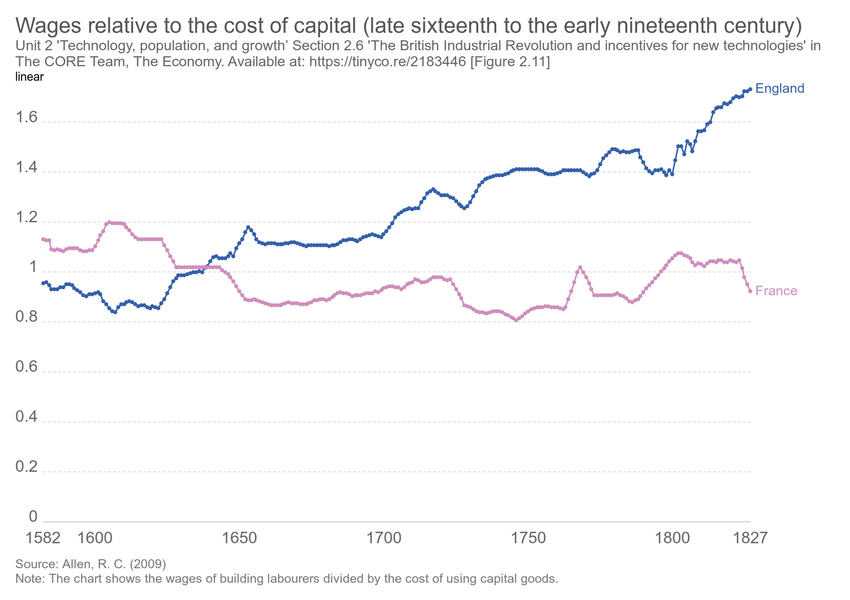 Wages relative to the cost of capital (late sixteenth to the early nineteenth century)
Unit 2 'Technology, population, and growth' Section 2.6 'The British Industrial Revolution and incentives for new technologies' in
The CORE Team, The Economy. Available at: https://tinyco.re/2183446 [Figure 2.11]
linear
England
1.6
1.4
1.2
1
France
0.8
0.6
0.4
0.2
0
1582 1600 1650 1700 1750 1800 1827
Source: Allen, R. C. (2009)
Note: The chart shows the wages of building labourers divided by the cost of using capital goods.